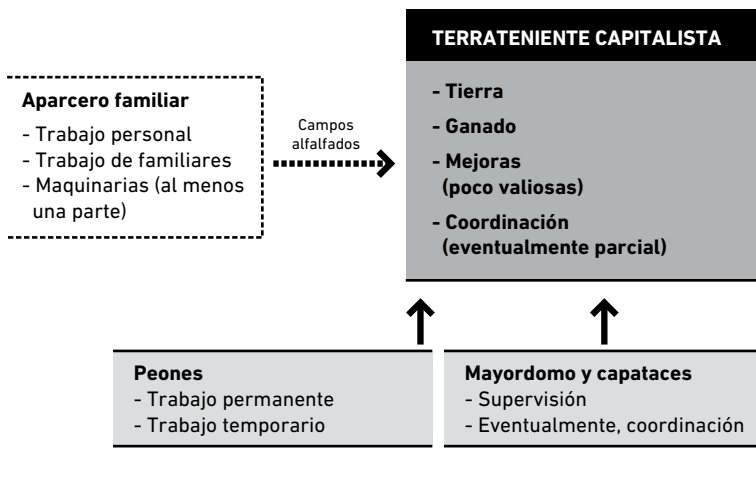 TERRATENIENTE CAPITALISTA
- Tierra
- Ganado
- Mejoras
(poco valiosas)
- Coordinación
(eventualmente parcial)
Aparcero familiar
- Trabajo personal
- Trabajo de familiares
- Maquinarias (al menos
una parte)
Campos
alfalfados
Peones
- Trabajo permanente
- Trabajo temporario
Mayordomo y capataces
- Supervisión
- Eventualmente, coordinación